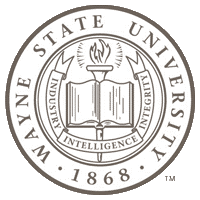 WAYNE STATE UNIVERSITY
· 1868 ·
INDUSTRY
INTELLIGENCE
INTEGRITY
TM